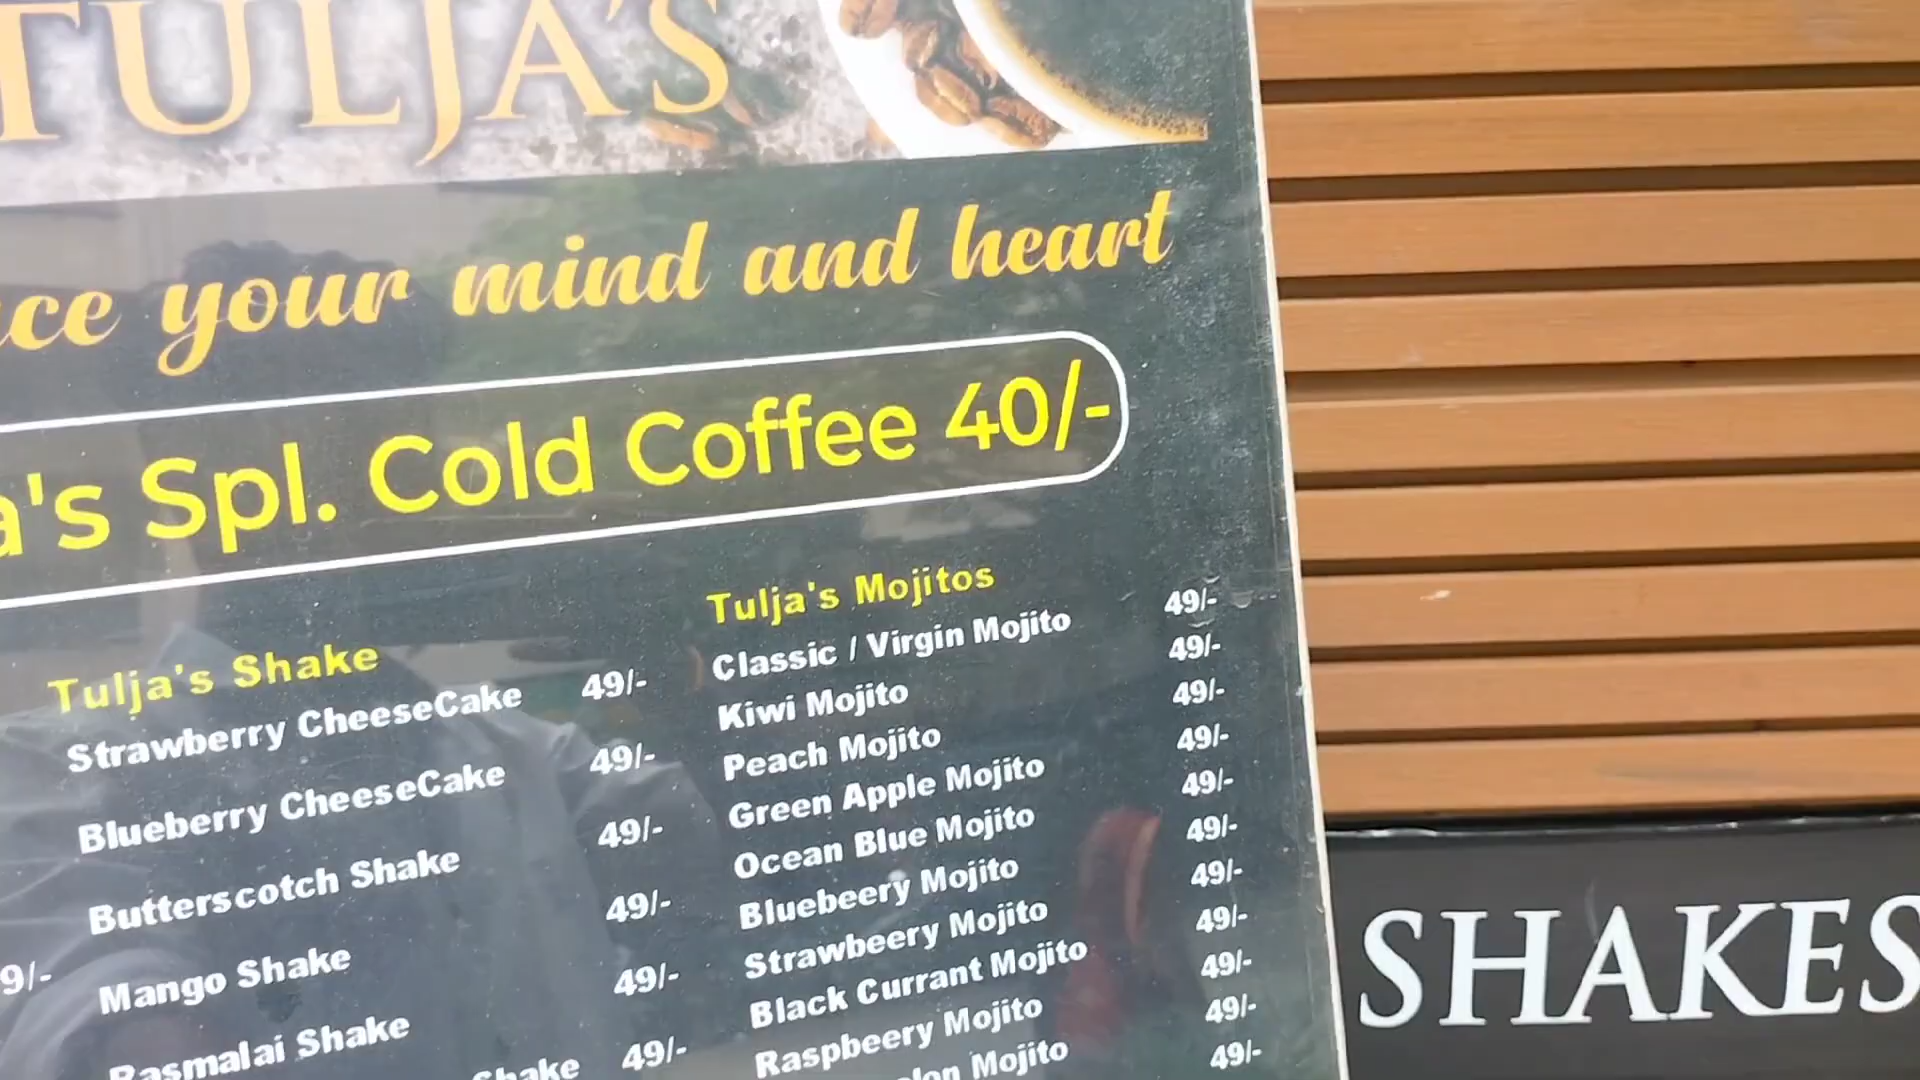 TULJA'S
your mind and heart
a's Spl. Cold Coffee 40/-
Tulja's Shake
Strawberry CheeseCake 49/-
Blueberry CheeseCake 49/-
Butterscotch Shake 49/-
Mango Shake 49/-
Rasmalai Shake 49/-
Shake 49/-
9/-
Tulja's Mojitos
Classic / Virgin Mojito 49/-
Kiwi Mojito 49/-
Peach Mojito 49/-
Green Apple Mojito 49/-
Ocean Blue Mojito 49/-
Bluebeery Mojito 49/-
Strawbeery Mojito 49/-
Black Currant Mojito 49/-
Raspbeery Mojito 49/-
Mojito 49/-
49/-
SHAKES